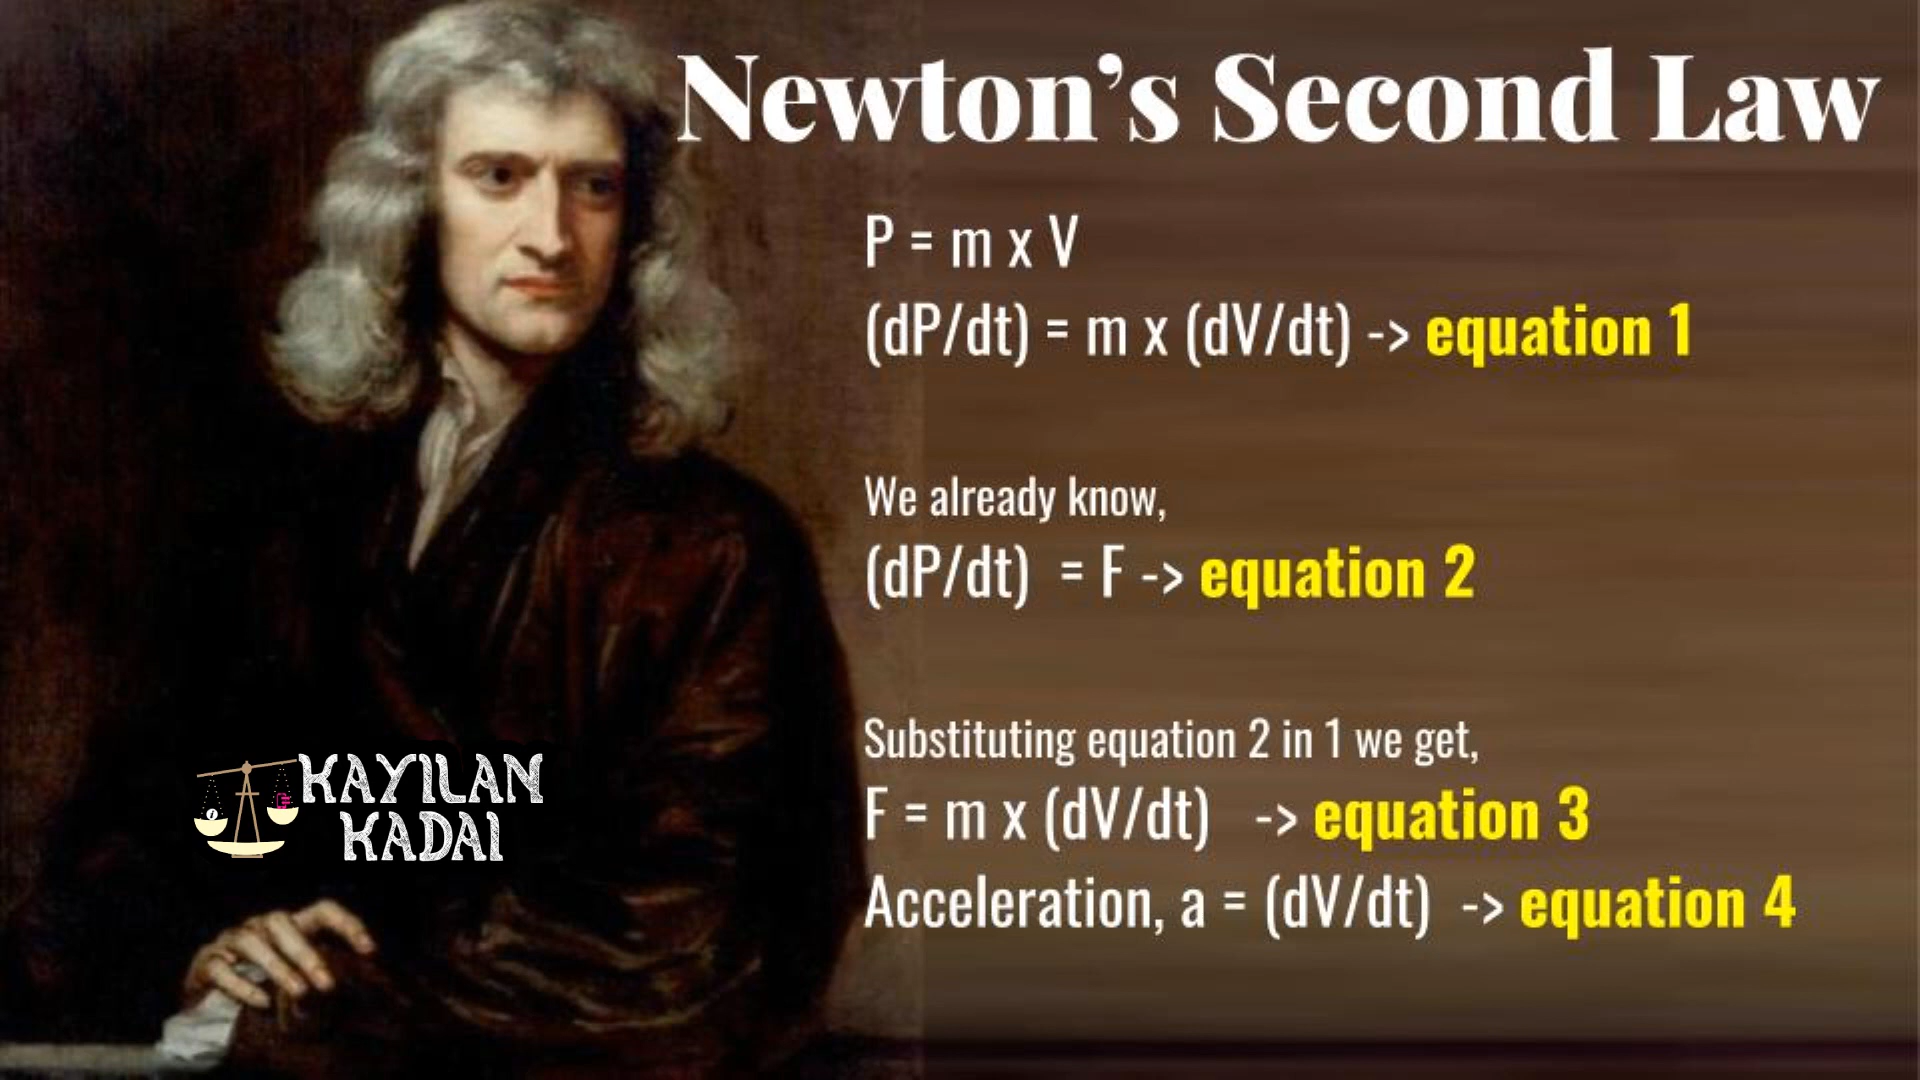 Newton’s Second Law
P = m x V
(dP/dt) = m x (dV/dt) -> equation 1
We already know,
(dP/dt) = F -> equation 2
Substituting equation 2 in 1 we get,
F = m x (dV/dt) -> equation 3
Acceleration, a = (dV/dt) -> equation 4
KAYILAN
KADAI